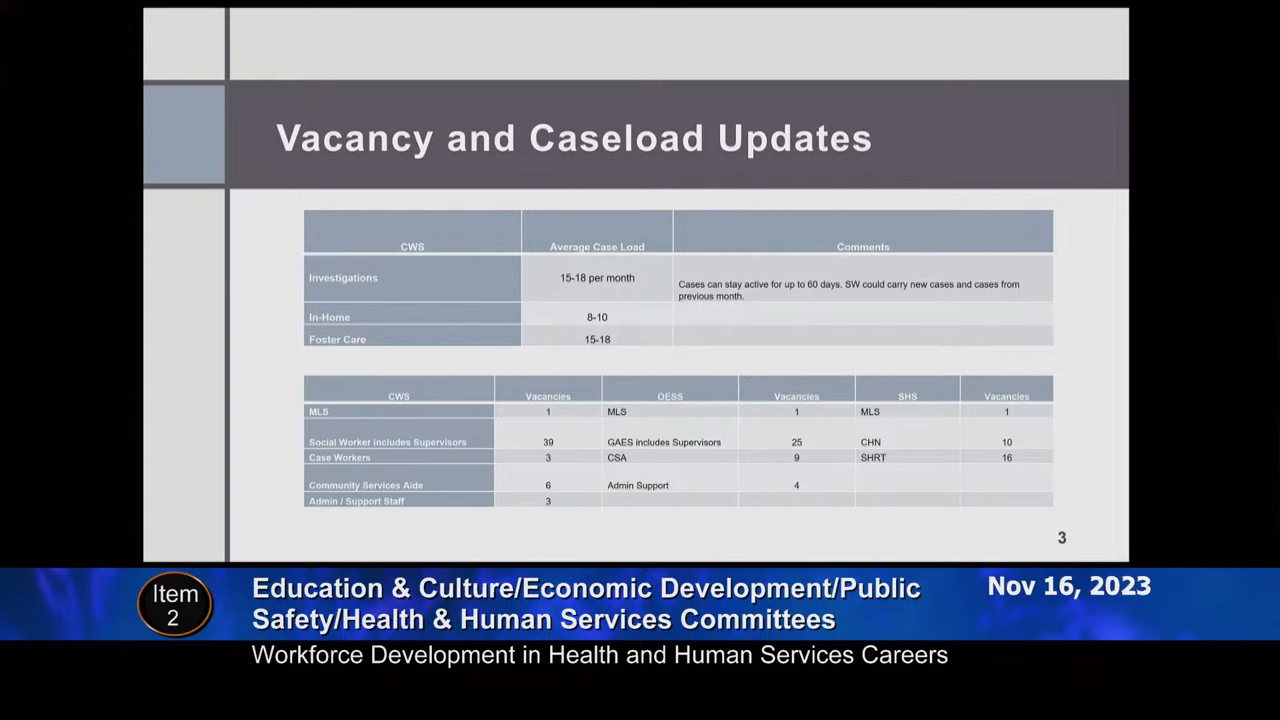 Vacancy and Caseload Updates
CWS Average Case Load Comments
Investigations 15-18 per month Cases can stay active for up to 60 days. SW could carry new cases and cases from
previous month.
In-Home 8-10
Foster Care 15-18
CWS Vacancies OESS Vacancies SHS Vacancies
MLS 1 MLS 1 MLS 1
Social Worker includes Supervisors 39 GAES includes Supervisors 25 CHN 10
Case Workers 3 CSA 9 SHRT 16
Community Services Aide 6 Admin Support 4
Admin / Support Staff 3
3
Item
2
Education & Culture/Economic Development/Public
Safety/Health & Human Services Committees
Nov 16, 2023
Workforce Development in Health and Human Services Careers